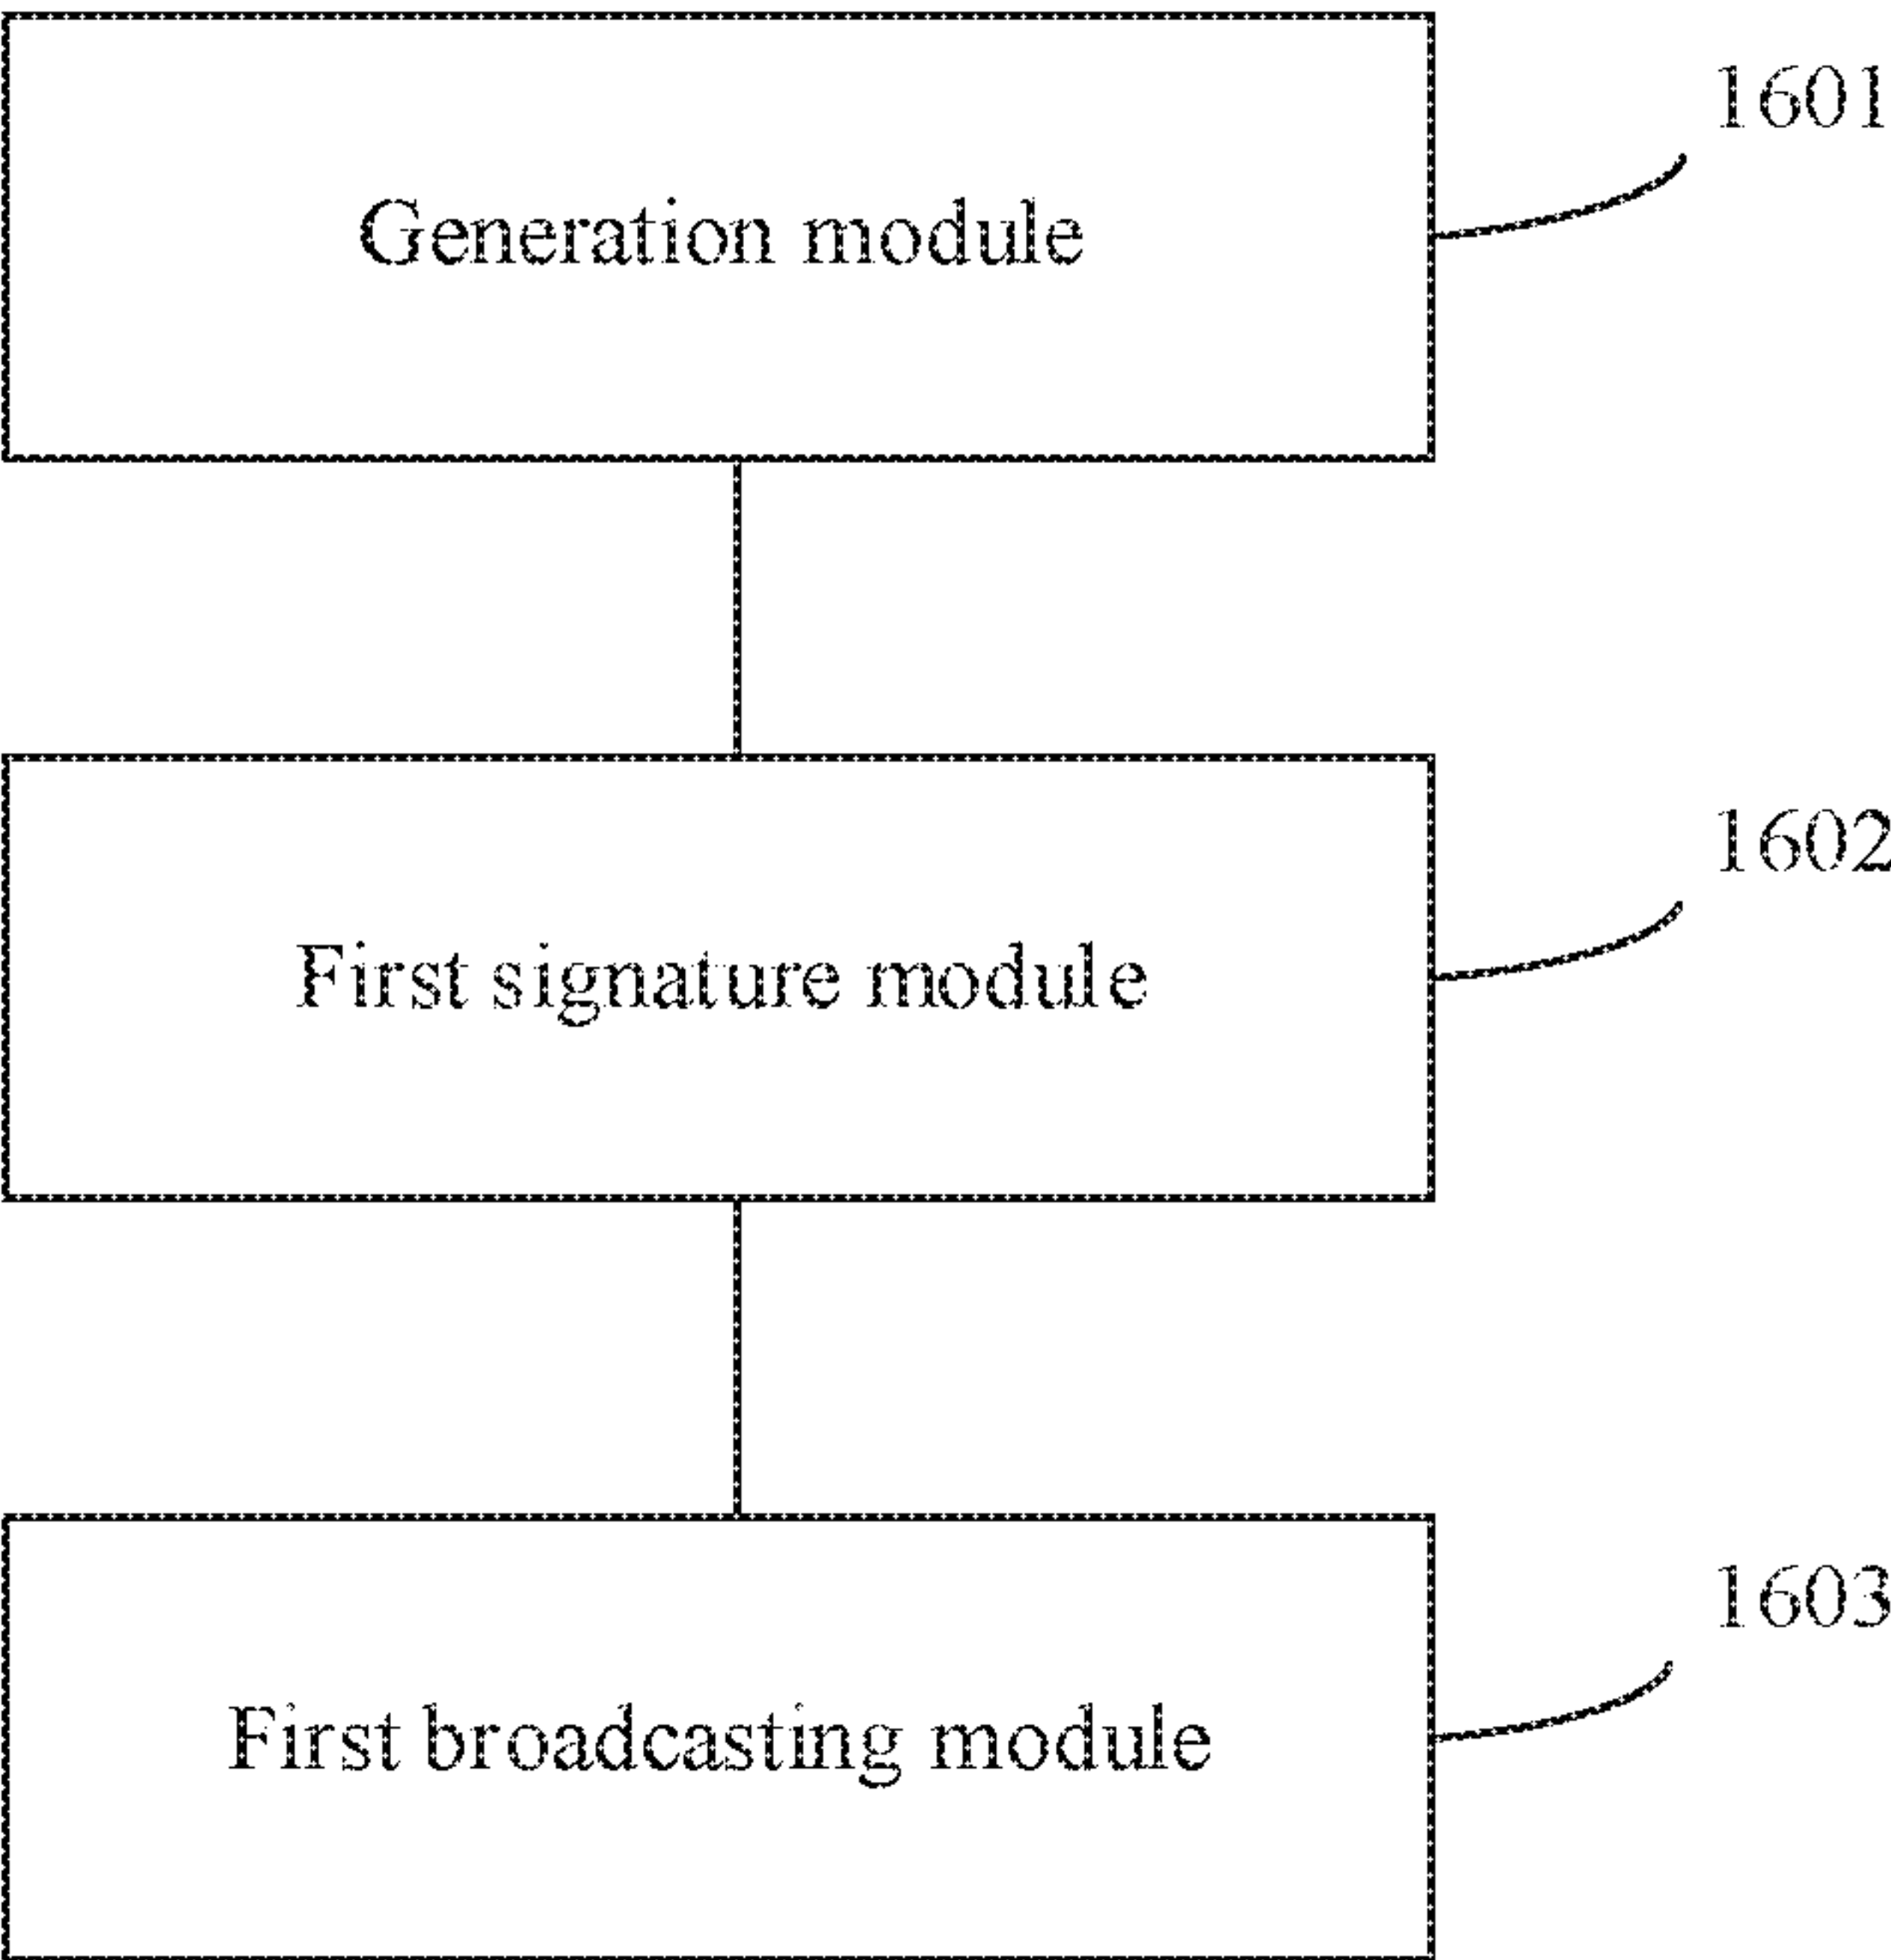 1601
Generation module
1602
First signature module
1603
First broadcasting module